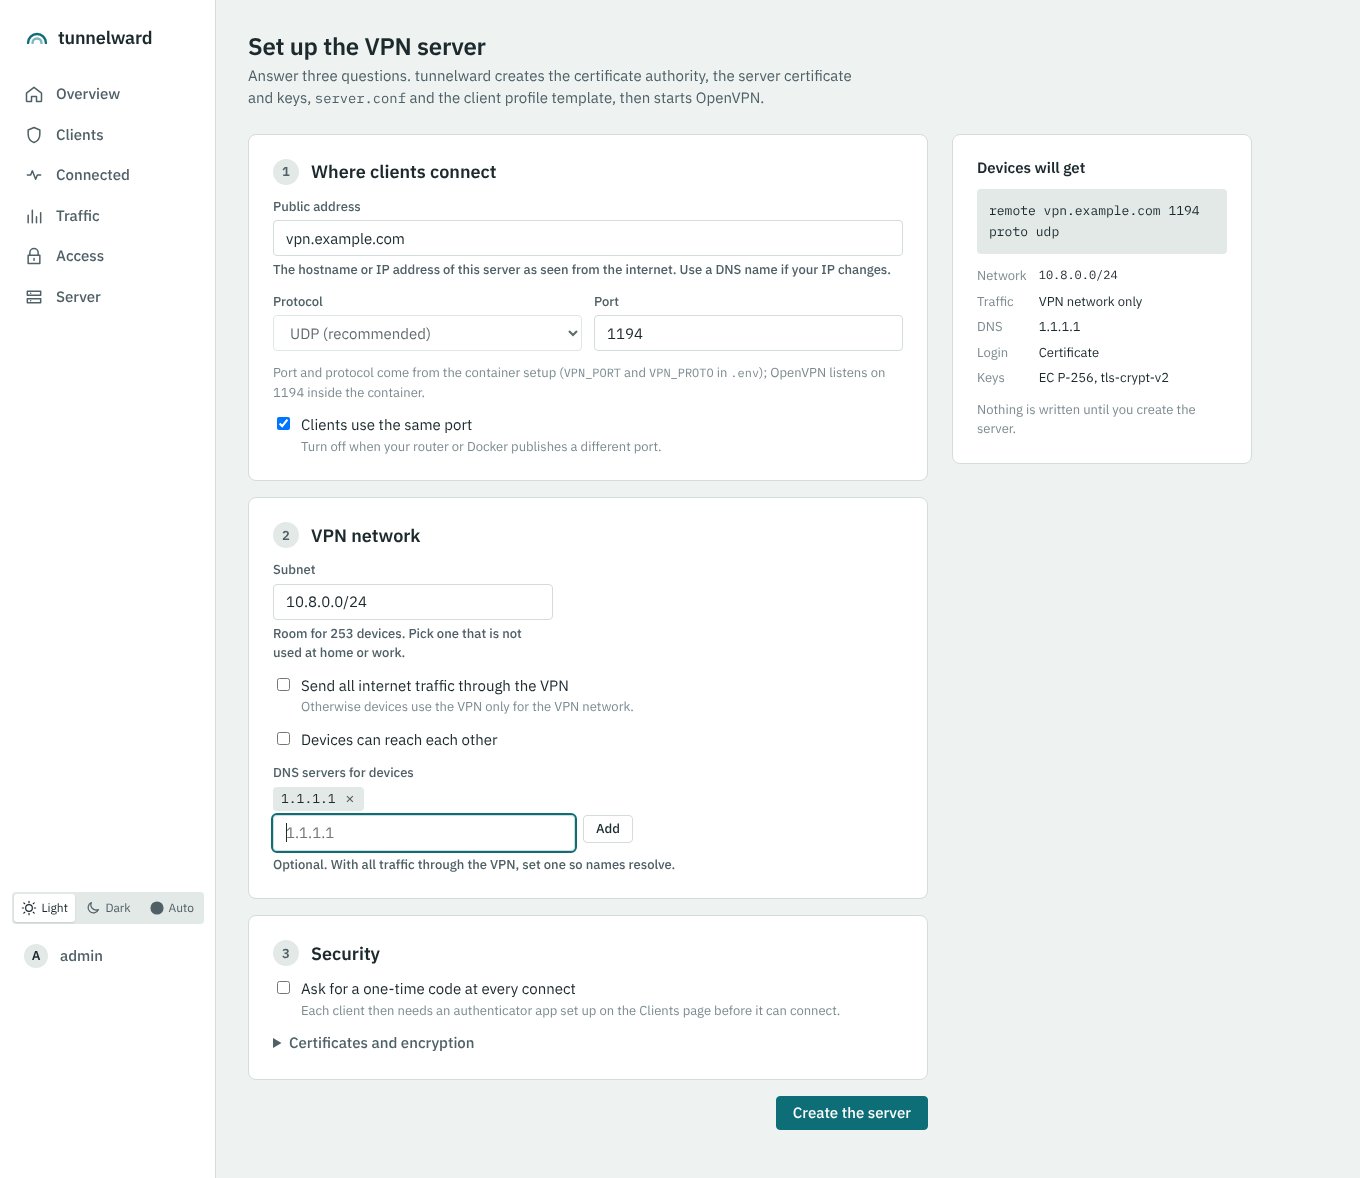 tunnelward
Overview
Clients
Connected
Traffic
Access
Server
Light
Dark
Auto
A
admin
Set up the VPN server
Answer three questions. tunnelward creates the certificate authority, the server certificate
and keys, server.conf and the client profile template, then starts OpenVPN.
1
Where clients connect
Public address
vpn.example.com
The hostname or IP address of this server as seen from the internet. Use a DNS name if your IP changes.
Protocol
Port
UDP (recommended)
1194
Port and protocol come from the container setup (VPN_PORT and VPN_PROTO in .env); OpenVPN listens on
1194 inside the container.
Clients use the same port
Turn off when your router or Docker publishes a different port.
2
VPN network
Subnet
10.8.0.0/24
Room for 253 devices. Pick one that is not
used at home or work.
Send all internet traffic through the VPN
Otherwise devices use the VPN only for the VPN network.
Devices can reach each other
DNS servers for devices
1.1.1.1 ×
1.1.1.1
Add
Optional. With all traffic through the VPN, set one so names resolve.
3
Security
Ask for a one-time code at every connect
Each client then needs an authenticator app set up on the Clients page before it can connect.
Certificates and encryption
Create the server
Devices will get
remote vpn.example.com 1194
proto udp
Network 10.8.0.0/24
Traffic VPN network only
DNS 1.1.1.1
Login Certificate
Keys EC P-256, tls-crypt-v2
Nothing is written until you create the
server.